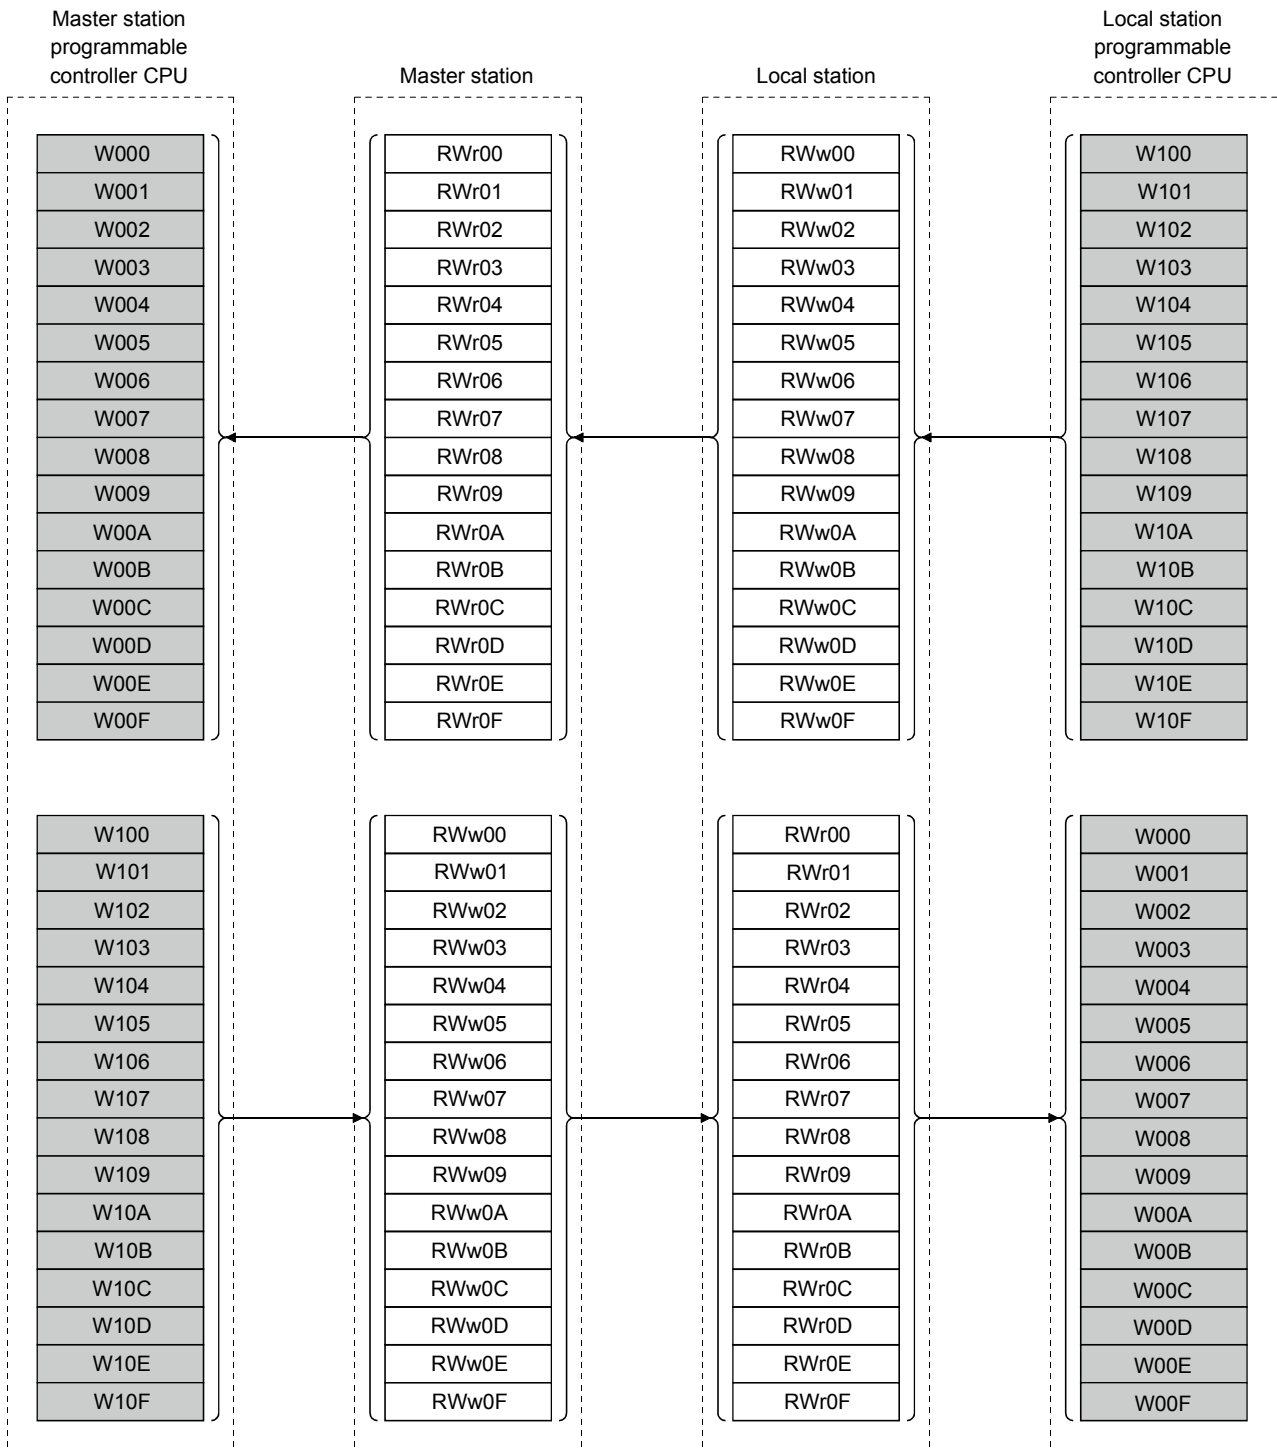 Master station
programmable
controller CPU
Master station
Local station
Local station
programmable
controller CPU
W000 RWr00 RWw00 W100
W001 RWr01 RWw01 W101
W002 RWr02 RWw02 W102
W003 RWr03 RWw03 W103
W004 RWr04 RWw04 W104
W005 RWr05 RWw05 W105
W006 RWr06 RWw06 W106
W007 RWr07 RWw07 W107
W008 RWr08 RWw08 W108
W009 RWr09 RWw09 W109
W00A RWr0A RWw0A W10A
W00B RWr0B RWw0B W10B
W00C RWr0C RWw0C W10C
W00D RWr0D RWw0D W10D
W00E RWr0E RWw0E W10E
W00F RWr0F RWw0F W10F
W100 RWw00 RWr00 W000
W101 RWw01 RWr01 W001
W102 RWw02 RWr02 W002
W103 RWw03 RWr03 W003
W104 RWw04 RWr04 W004
W105 RWw05 RWr05 W005
W106 RWw06 RWr06 W006
W107 RWw07 RWr07 W007
W108 RWw08 RWr08 W008
W109 RWw09 RWr09 W009
W10A RWw0A RWr0A W00A
W10B RWw0B RWr0B W00B
W10C RWw0C RWr0C W00C
W10D RWw0D RWr0D W00D
W10E RWw0E RWr0E W00E
W10F RWw0F RWr0F W00F